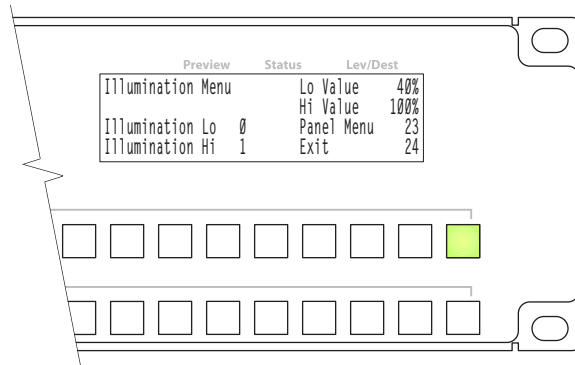 Preview Status Lev/Dest
Illumination Menu Lo Value 40%
Hi Value 100%
Illumination Lo 0 Panel Menu 23
Illumination Hi 1 Exit 24